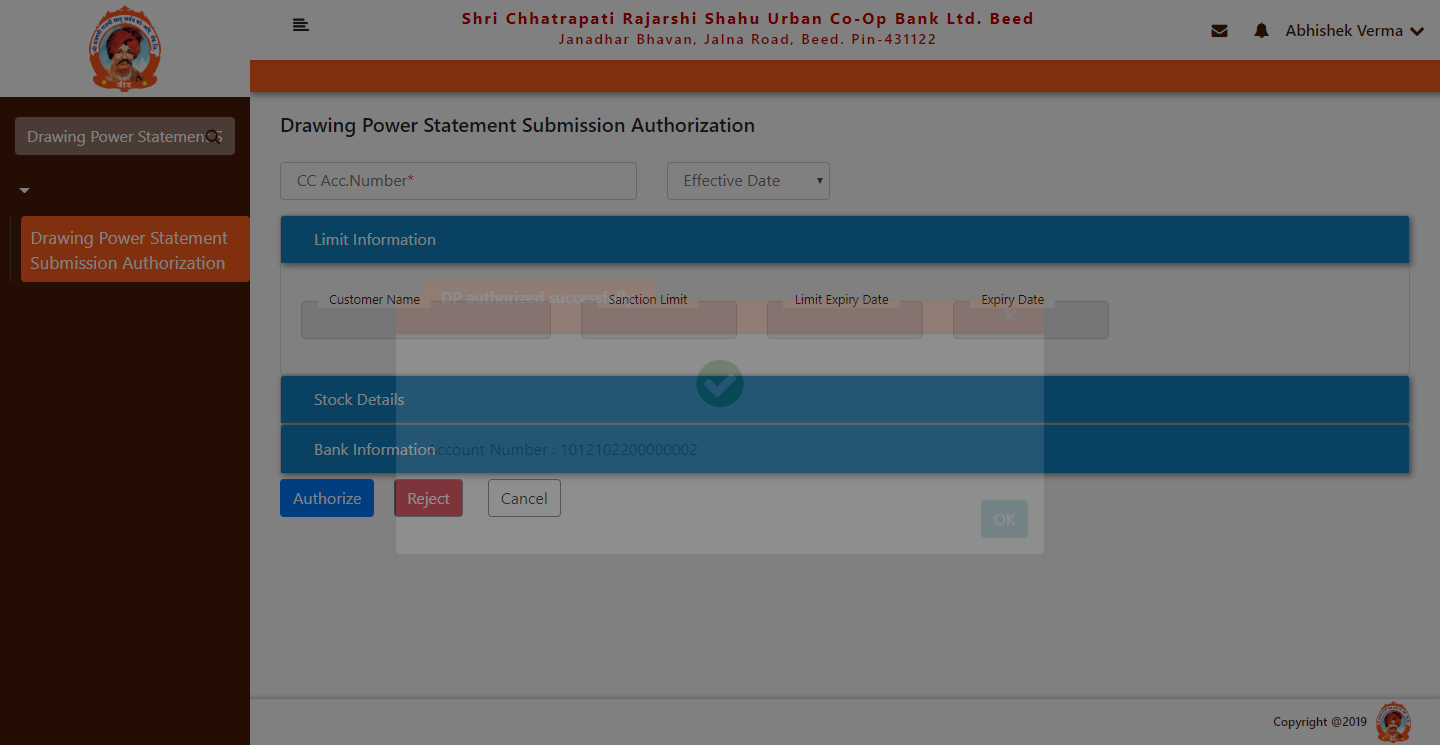 Shri Chhatrapati Rajarshi Shahu Urban Co-Op Bank Ltd. Beed
Janadhar Bhavan, Jalna Road, Beed. Pin-431122
Abhishek Verma
Drawing Power Statement S
Drawing Power Statement
Submission Authorization
Drawing Power Statement Submission Authorization
CC Acc.Number*
Effective Date
Limit Information
DP authorized successfully
Customer Name
Sanction Limit
Limit Expiry Date
Expiry Date
×
Stock Details
Bank Information
Account Number : 1012102200000002
Authorize
Reject
Cancel
OK
Copyright @2019